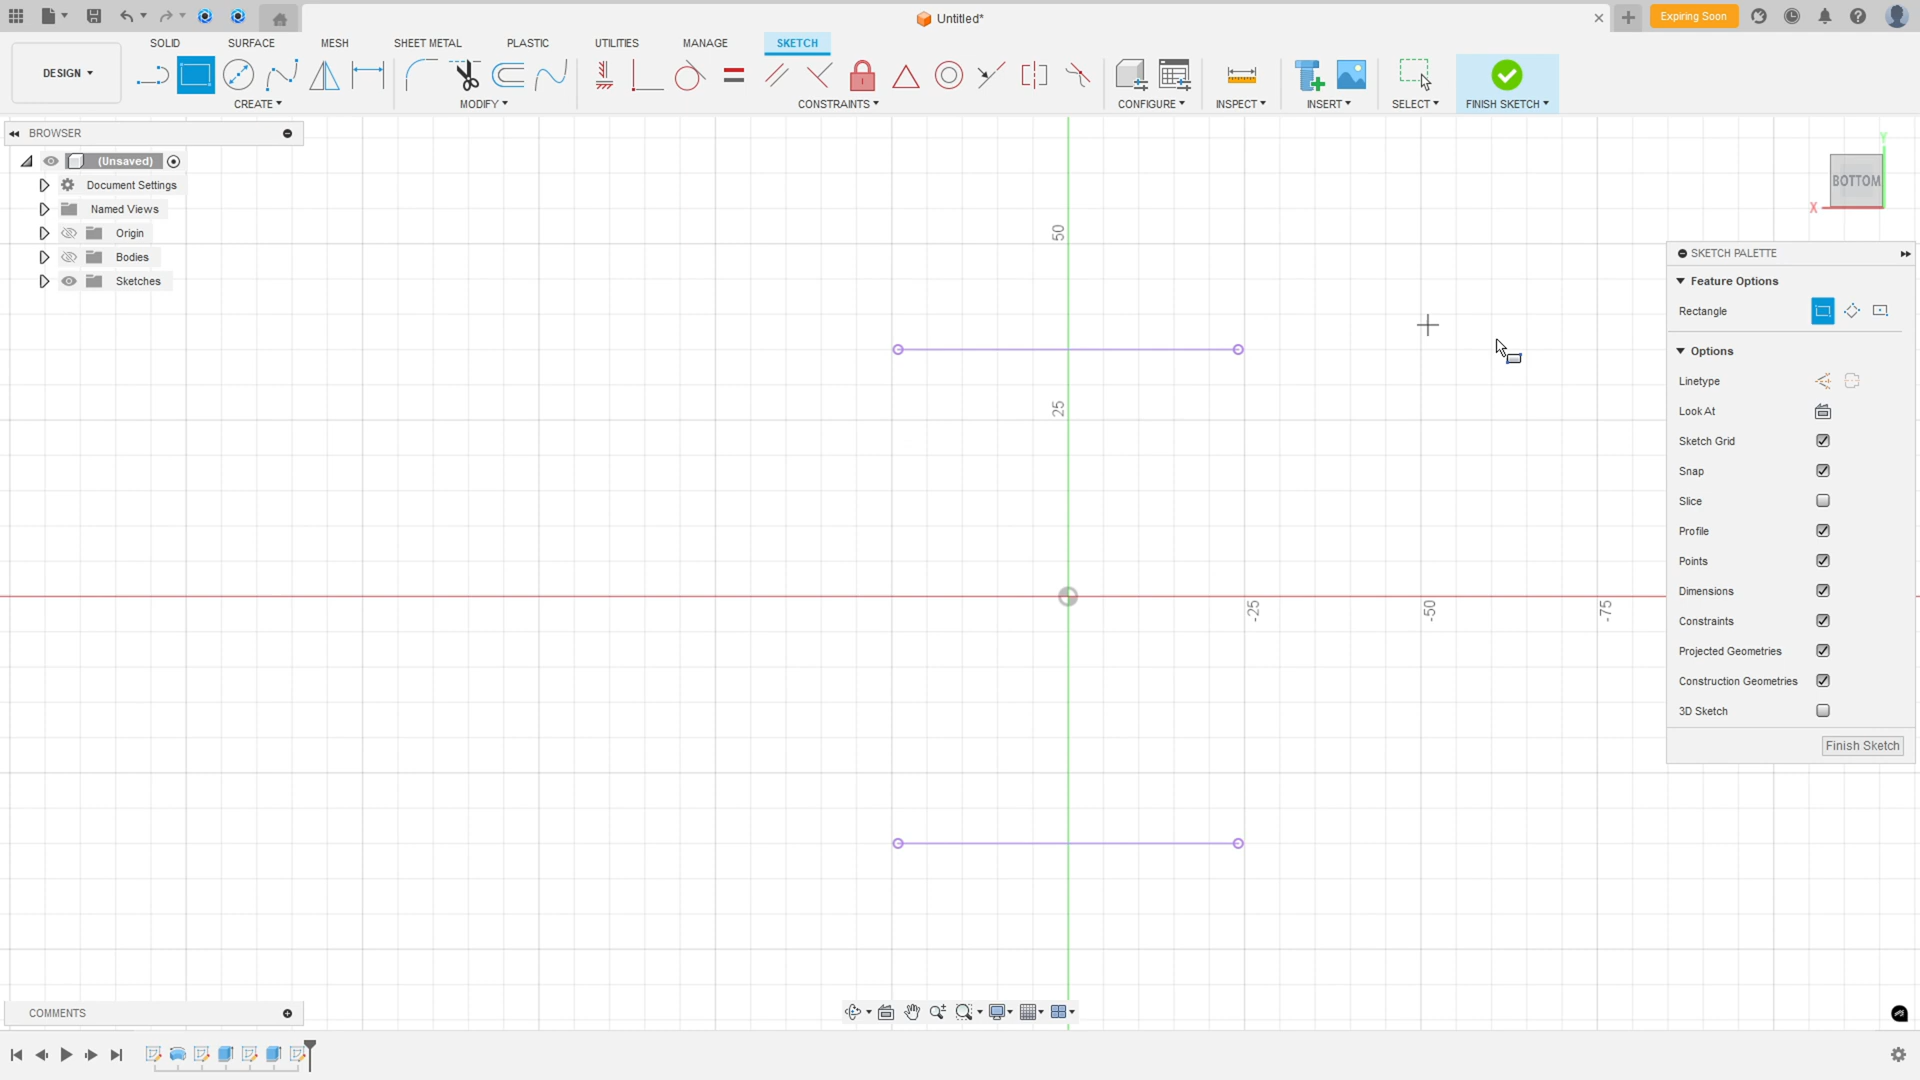 Untitled*
Expiring Soon
DESIGN
SOLID
SURFACE
MESH
SHEET METAL
PLASTIC
UTILITIES
MANAGE
SKETCH
CREATE
MODIFY
CONSTRAINTS
CONFIGURE
INSPECT
INSERT
SELECT
FINISH SKETCH
BROWSER
(Unsaved)
Document Settings
Named Views
Origin
Bodies
Sketches
50
25
-25
-50
-75
Y
BOTTOM
X
SKETCH PALETTE
Feature Options
Rectangle
Options
Linetype
Look At
Sketch Grid
Snap
Slice
Profile
Points
Dimensions
Constraints
Projected Geometries
Construction Geometries
3D Sketch
Finish Sketch
COMMENTS